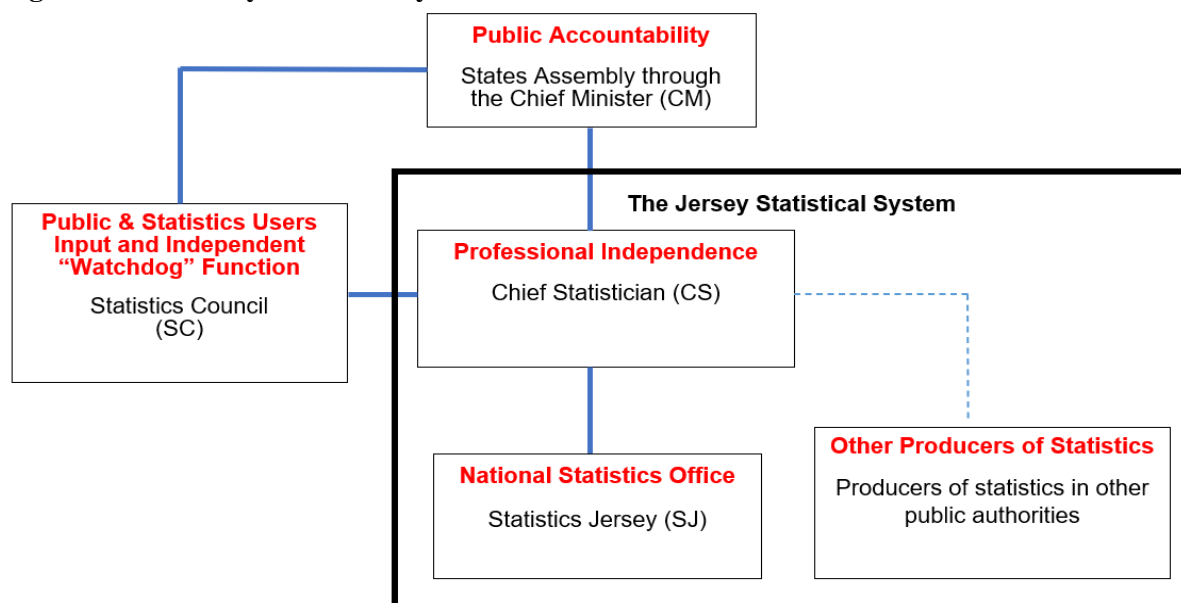 Public Accountability
States Assembly through
the Chief Minister (CM)
The Jersey Statistical System
Public & Statistics Users
Input and Independent
“Watchdog” Function
Statistics Council
(SC)
Professional Independence
Chief Statistician (CS)
National Statistics Office
Statistics Jersey (SJ)
Other Producers of Statistics
Producers of statistics in other
public authorities